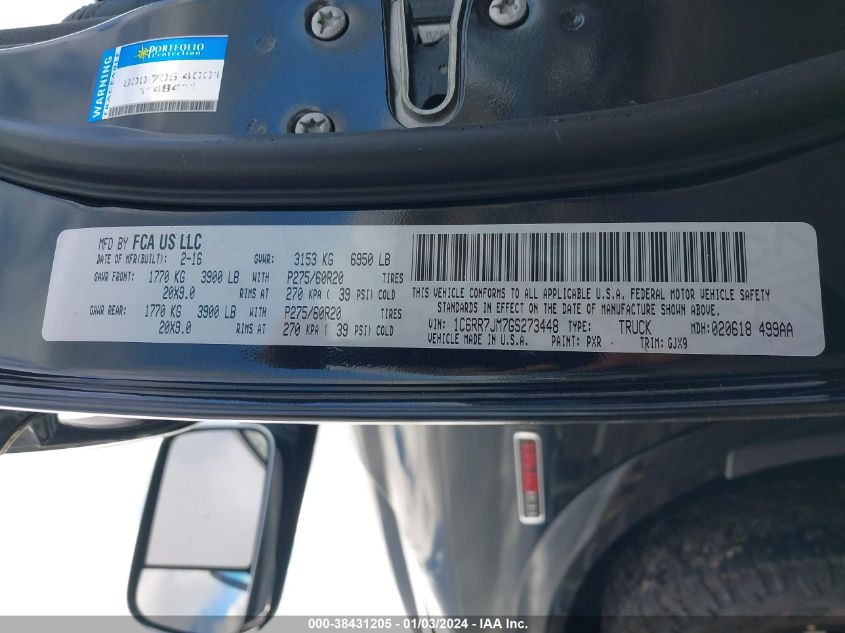 PORTFOLIO
Protection
WARNING
TRACEABLE
800 705 4001
MFD BY FCA US LLC
DATE OF MFR(BUILT): 2-16 GVWR: 3153 KG 6950 LB
GAWR FRONT: 1770 KG 3900 LB WITH P275/60R20 TIRES
20X9.0 RIMS AT 270 KPA ( 39 PSI) COLD
GAWR REAR: 1770 KG 3900 LB WITH P275/60R20 TIRES
20X9.0 RIMS AT 270 KPA ( 39 PSI) COLD
THIS VEHICLE CONFORMS TO ALL APPLICABLE U.S.A. FEDERAL MOTOR VEHICLE SAFETY
STANDARDS IN EFFECT ON THE DATE OF MANUFACTURE SHOWN ABOVE.
VIN: 1C6RR7JM7GS273448 TYPE: TRUCK MDH: 020618 499AA
VEHICLE MADE IN U.S.A. PAINT: PXR TRIM: GJX9
000-38431205 - 01/03/2024 - IAAI.com